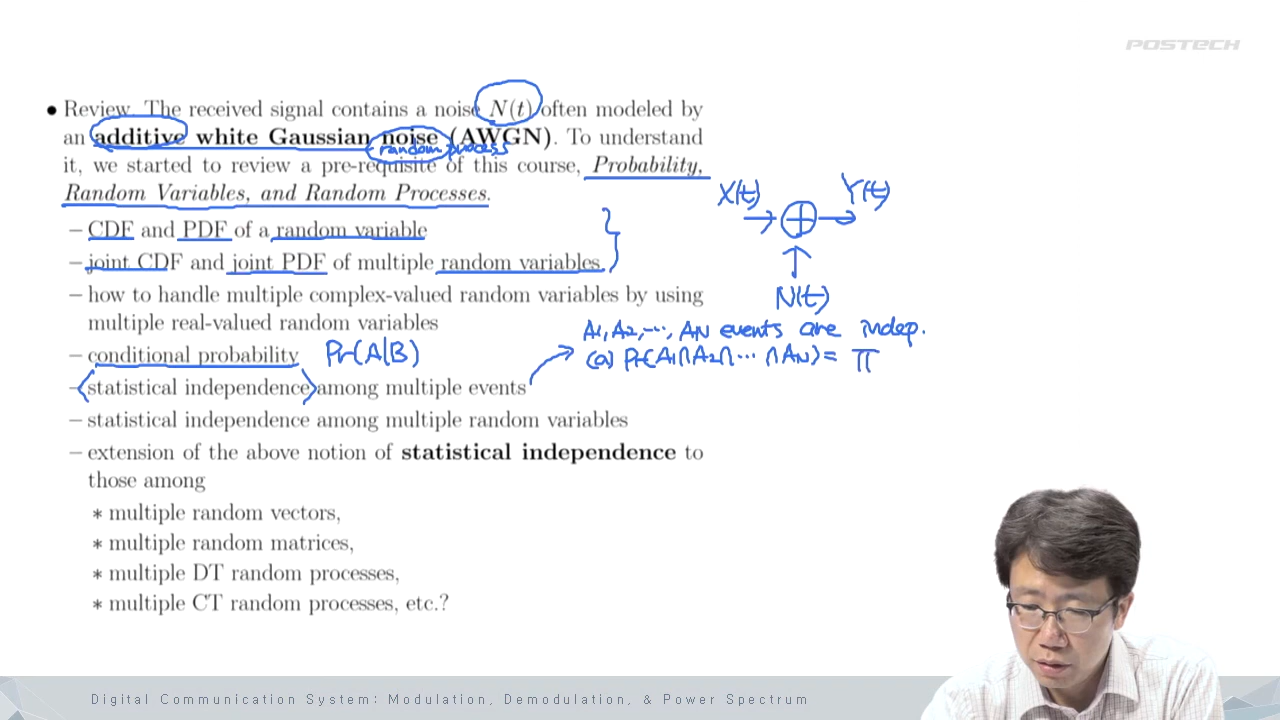 POSTECH
• Review. The received signal contains a noise N(t) often modeled by
an additive white Gaussian noise (AWGN). To understand
random process
it, we started to review a pre-requisite of this course, Probability,
Random Variables, and Random Processes.
– CDF and PDF of a random variable
– joint CDF and joint PDF of multiple random variables
– how to handle multiple complex-valued random variables by using
multiple real-valued random variables
– conditional probability Pr(A|B)
– statistical independence among multiple events
– statistical independence among multiple random variables
– extension of the above notion of statistical independence to
those among
* multiple random vectors,
* multiple random matrices,
* multiple DT random processes,
* multiple CT random processes, etc.?
X(t) → ⊕ → Y(t)
↑
N(t)
A1, A2, ..., AN events are indep.
(a) Pr(A1∩A2∩ ... ∩AN) = π
Digital Communication System: Modulation, Demodulation, & Power Spectrum